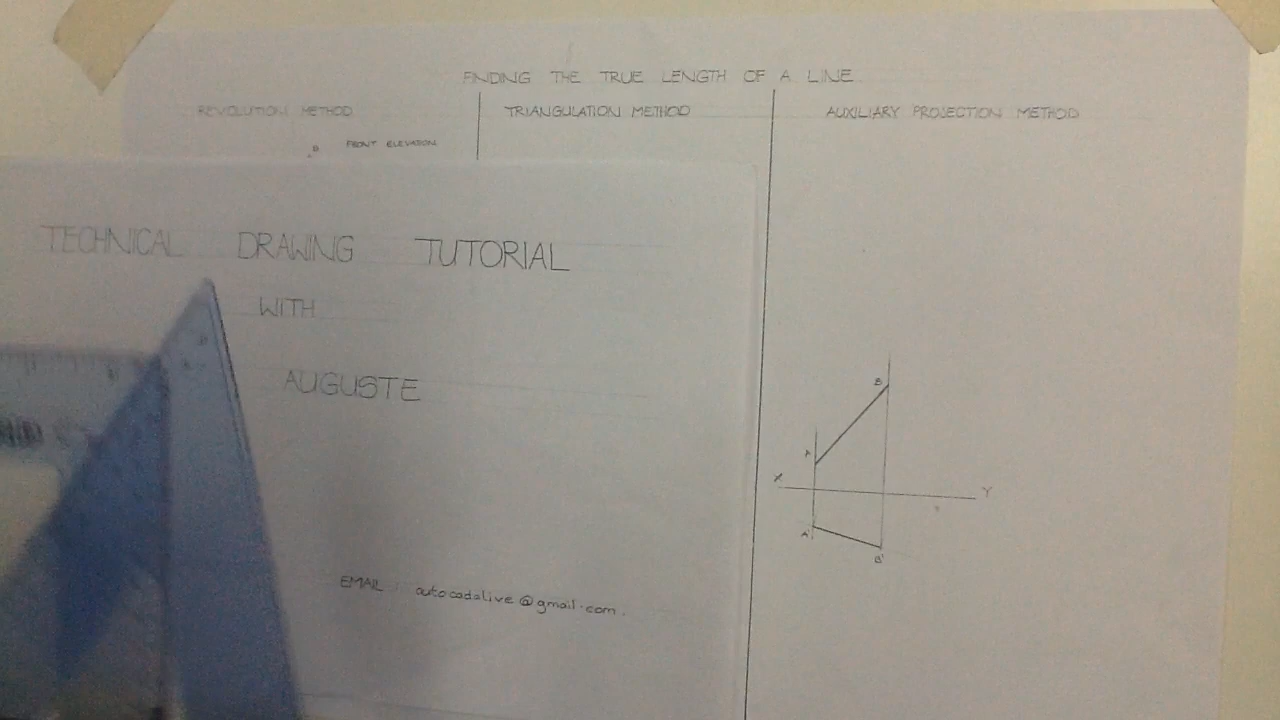 FINDING THE TRUE LENGTH OF A LINE
REVOLUTION METHOD
TRIANGULATION METHOD
AUXILIARY PROJECTION METHOD
FRONT ELEVATION
B
TECHNICAL DRAWING TUTORIAL
WITH
AUGUSTE
EMAIL : autocadalive@gmail.com.
B
A
X Y
A'
B'